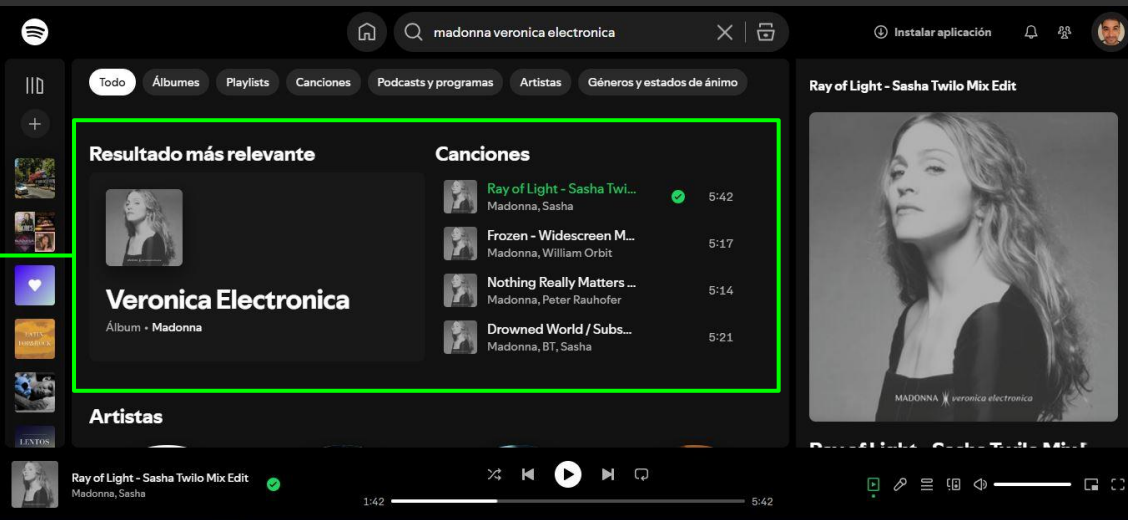 madonna veronica electronica
Instalar aplicación
Todo
Álbumes
Playlists
Canciones
Podcasts y programas
Artistas
Géneros y estados de ánimo
Resultado más relevante
Veronica Electronica
Álbum • Madonna
Canciones
Ray of Light - Sasha Twi...
Madonna, Sasha
5:42
Frozen - Widescreen M...
Madonna, William Orbit
5:17
Nothing Really Matters ...
Madonna, Peter Rauhofer
5:14
Drowned World / Subs...
Madonna, BT, Sasha
5:21
Artistas
Ray of Light - Sasha Twilo Mix Edit
MADONNA veronica electronica
LENTOS
Ray of Light - Sasha Twilo Mix Edit
Madonna, Sasha
1:42
5:42